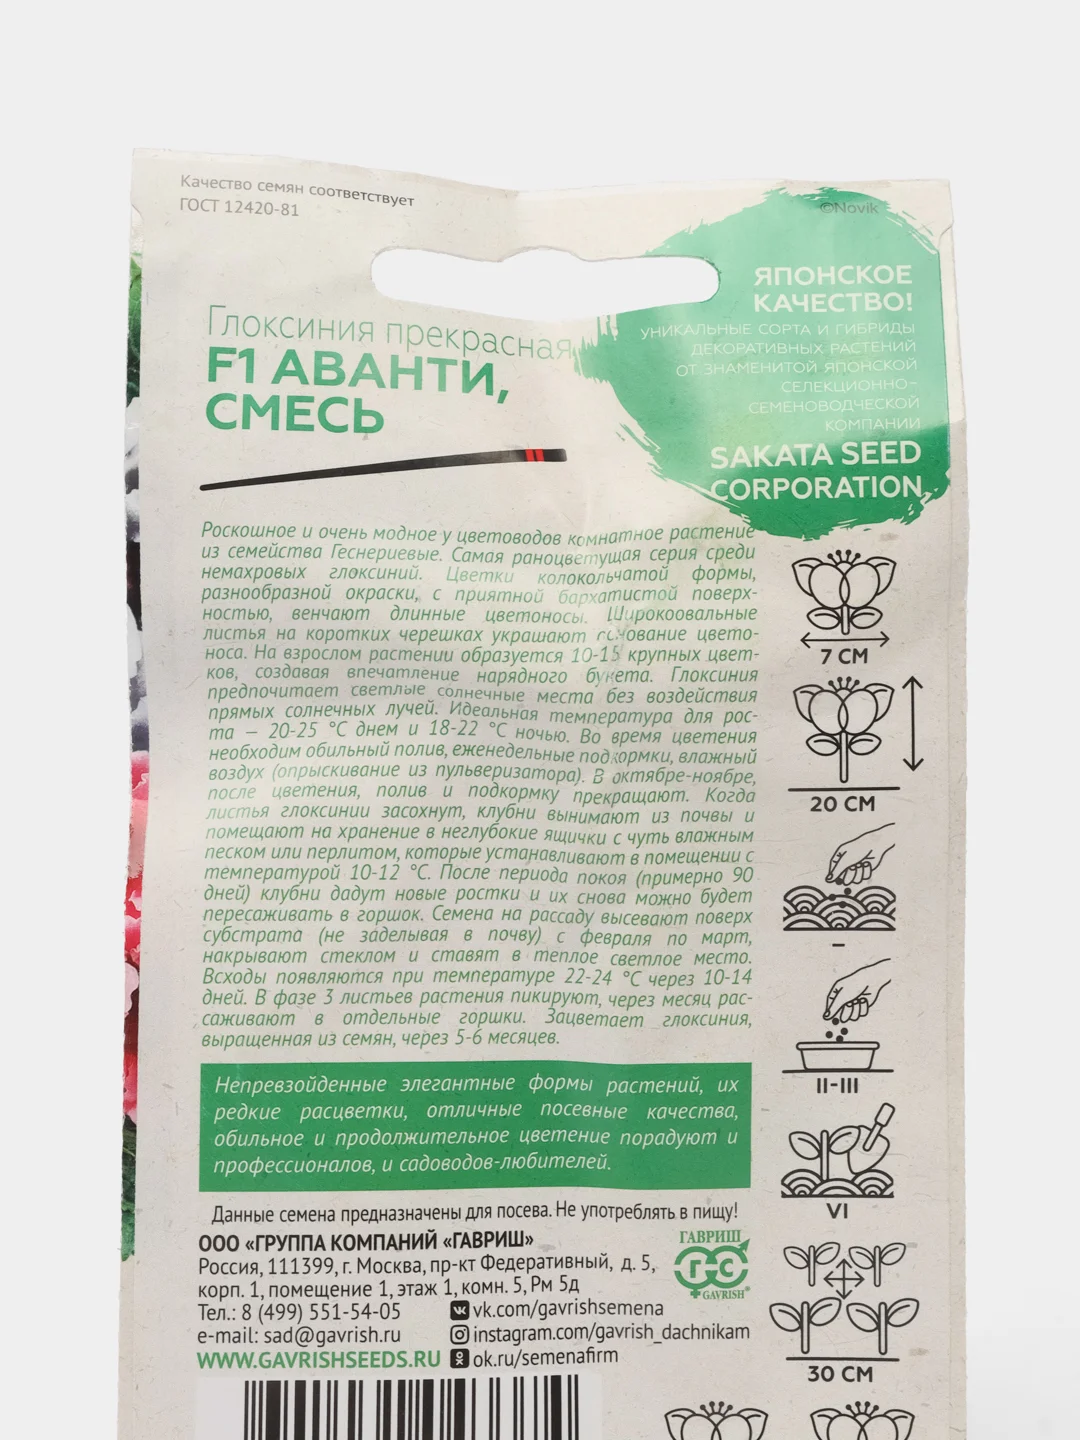 Качество семян соответствует
ГОСТ 12420-81
©Novik
ЯПОНСКОЕ
КАЧЕСТВО!
УНИКАЛЬНЫЕ СОРТА И ГИБРИДЫ
ДЕКОРАТИВНЫХ РАСТЕНИЙ
ОТ ЗНАМЕНИТОЙ ЯПОНСКОЙ
СЕЛЕКЦИОННО-
СЕМЕНОВОДЧЕСКОЙ
КОМПАНИИ
SAKATA SEED
CORPORATION
Глоксиния прекрасная
F1 АВАНТИ,
СМЕСЬ
Роскошное и очень модное у цветоводов комнатное растение
из семейства Геснериевые. Самая раноцветущая серия среди
немахровых глоксиний. Цветки колокольчатой формы,
разнообразной окраски, с приятной бархатистой поверх-
ностью, венчают длинные цветоносы. Широкоовальные
листья на коротких черешках украшают основание цвето-
носа. На взрослом растении образуется 10-15 крупных цвет-
ков, создавая впечатление нарядного букета. Глоксиния
предпочитает светлые солнечные места без воздействия
прямых солнечных лучей. Идеальная температура для рос-
та — 20-25 °С днем и 18-22 °С ночью. Во время цветения
необходим обильный полив, еженедельные подкормки, влажный
воздух (опрыскивание из пульверизатора). В октябре-ноябре,
после цветения, полив и подкормку прекращают. Когда
листья глоксинии засохнут, клубни вынимают из почвы и
помещают на хранение в неглубокие ящички с чуть влажным
песком или перлитом, которые устанавливают в помещении с
температурой 10-12 °С. После периода покоя (примерно 90
дней) клубни дадут новые ростки и их снова можно будет
пересаживать в горшок. Семена на рассаду высевают поверх
субстрата (не заделывая в почву) с февраля по март,
накрывают стеклом и ставят в теплое светлое место.
Всходы появляются при температуре 22-24 °С через 10-14
дней. В фазе 3 листьев растения пикируют, через месяц рас-
саживают в отдельные горшки. Зацветает глоксиния,
выращенная из семян, через 5-6 месяцев.
Непревзойденные элегантные формы растений, их
редкие расцветки, отличные посевные качества,
обильное и продолжительное цветение порадуют и
профессионалов, и садоводов-любителей.
Данные семена предназначены для посева. Не употреблять в пищу!
ООО «ГРУППА КОМПАНИЙ «ГАВРИШ»
Россия, 111399, г. Москва, пр-кт Федеративный, д. 5,
корп. 1, помещение 1, этаж 1, комн. 5, Рм 5д
Тел.: 8 (499) 551-54-05
vk.com/gavrishsemena
e-mail: sad@gavrish.ru
instagram.com/gavrish_dachnikam
WWW.GAVRISHSEEDS.RU
ok.ru/semenafirm
ГАВРИШ
ГС
GAVRISH®
7 СМ
20 СМ
–
II-III
VI
30 СМ